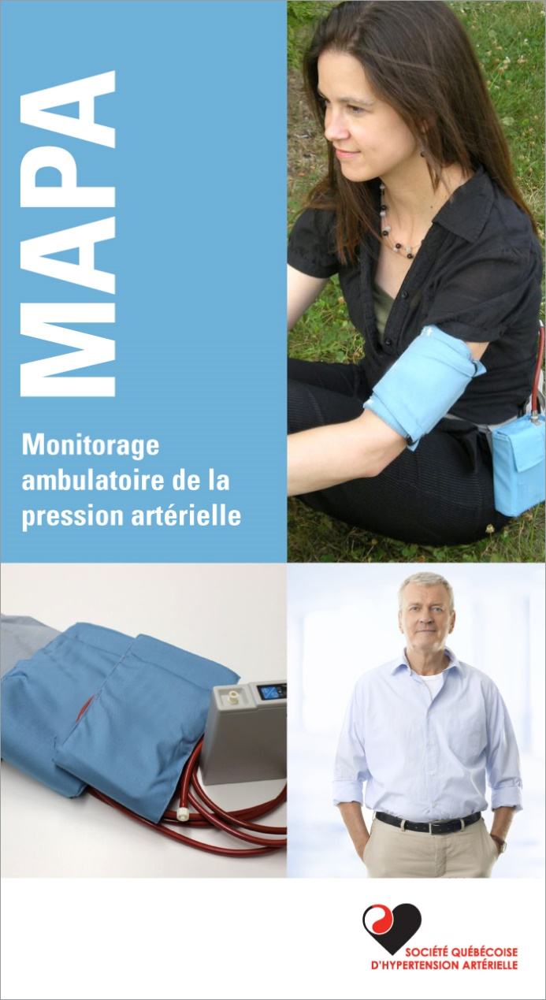 MAPA
Monitorage
ambulatoire de la
pression artérielle
SOCIÉTÉ QUÉBÉCOISE
D'HYPERTENSION ARTÉRIELLE